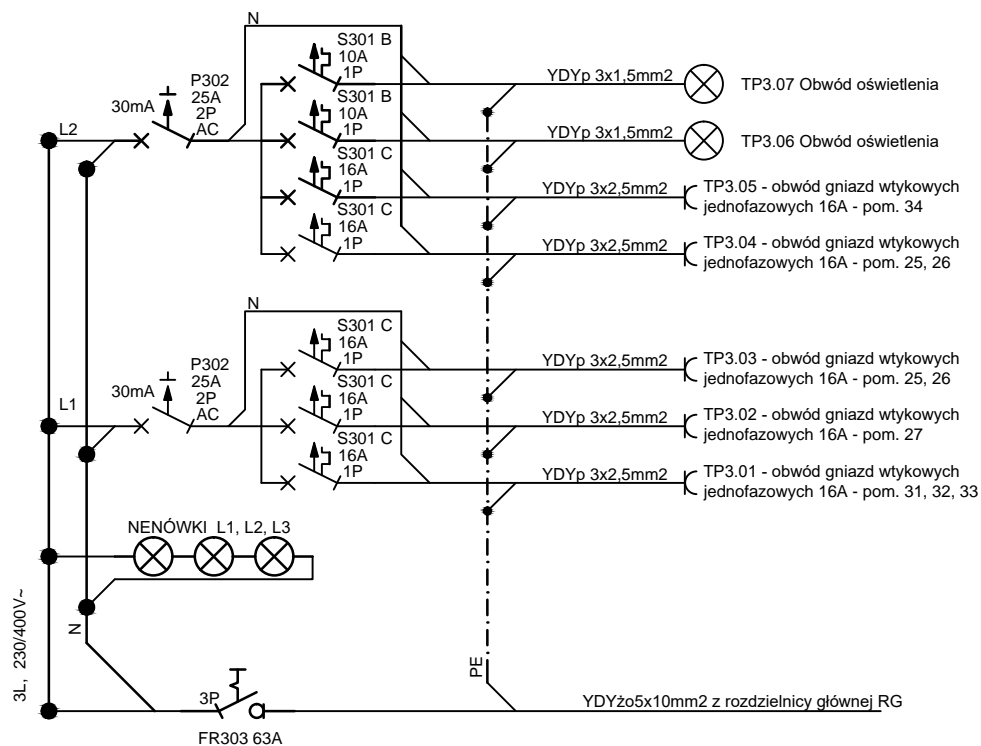 N
S301 B
10A
1P
P302
25A
2P
AC
30mA
YDYp 3x1,5mm2
TP3.07 Obwód oświetlenia
S301 B
10A
1P
L2
YDYp 3x1,5mm2
TP3.06 Obwód oświetlenia
S301 C
16A
1P
YDYp 3x2,5mm2
TP3.05 - obwód gniazd wtykowych
jednofazowych 16A - pom. 34
S301 C
16A
1P
YDYp 3x2,5mm2
TP3.04 - obwód gniazd wtykowych
jednofazowych 16A - pom. 25, 26
N
S301 C
16A
1P
P302
25A
2P
AC
30mA
YDYp 3x2,5mm2
TP3.03 - obwód gniazd wtykowych
jednofazowych 16A - pom. 25, 26
S301 C
16A
1P
L1
YDYp 3x2,5mm2
TP3.02 - obwód gniazd wtykowych
jednofazowych 16A - pom. 27
S301 C
16A
1P
YDYp 3x2,5mm2
TP3.01 - obwód gniazd wtykowych
jednofazowych 16A - pom. 31, 32, 33
NENÓWKI L1, L2, L3
N
3L, 230/400V~
PE
3P
FR303 63A
YDYżo5x10mm2 z rozdzielnicy głównej RG